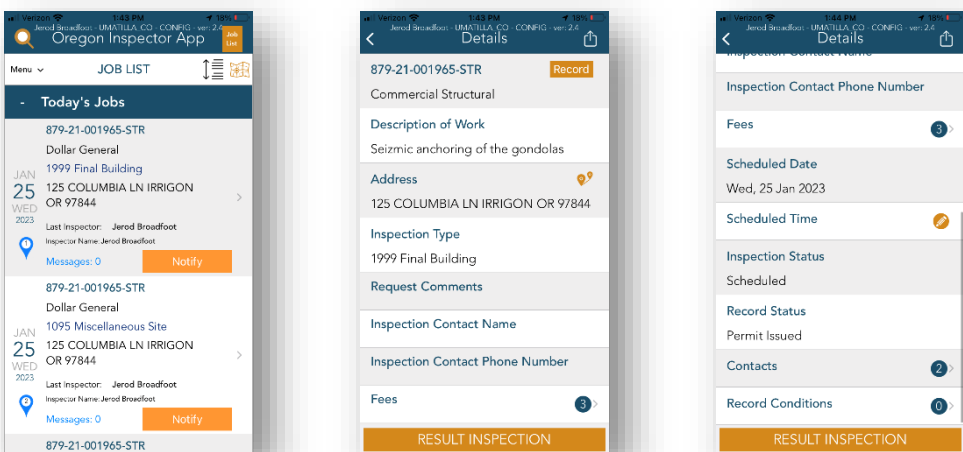 Verizon 1:43 PM 18%
Jerod Broadfoot - UMATILLA_CO - CONFIG - ver: 2.4
Oregon Inspector App
Job
List
Menu
JOB LIST
- Today's Jobs
879-21-001965-STR
Dollar General
1999 Final Building
125 COLUMBIA LN IRRIGON
OR 97844
JAN
25
WED
2023
Last Inspector: Jerod Broadfoot
Inspector Name: Jerod Broadfoot
1
Messages: 0
Notify
879-21-001965-STR
Dollar General
1095 Miscellaneous Site
125 COLUMBIA LN IRRIGON
OR 97844
JAN
25
WED
2023
Last Inspector: Jerod Broadfoot
Inspector Name: Jerod Broadfoot
2
Messages: 0
Notify
879-21-001965-STR
Verizon 1:43 PM 18%
Jerod Broadfoot - UMATILLA_CO - CONFIG - ver: 2.4
Details
879-21-001965-STR
Record
Commercial Structural
Description of Work
Seizmic anchoring of the gondolas
Address
125 COLUMBIA LN IRRIGON OR 97844
Inspection Type
1999 Final Building
Request Comments
Inspection Contact Name
Inspection Contact Phone Number
Fees
3
RESULT INSPECTION
Verizon 1:44 PM 18%
Jerod Broadfoot - UMATILLA_CO - CONFIG - ver: 2.4
Details
Inspection Contact Name
Inspection Contact Phone Number
Fees
3
Scheduled Date
Wed, 25 Jan 2023
Scheduled Time
Inspection Status
Scheduled
Record Status
Permit Issued
Contacts
2
Record Conditions
0
RESULT INSPECTION